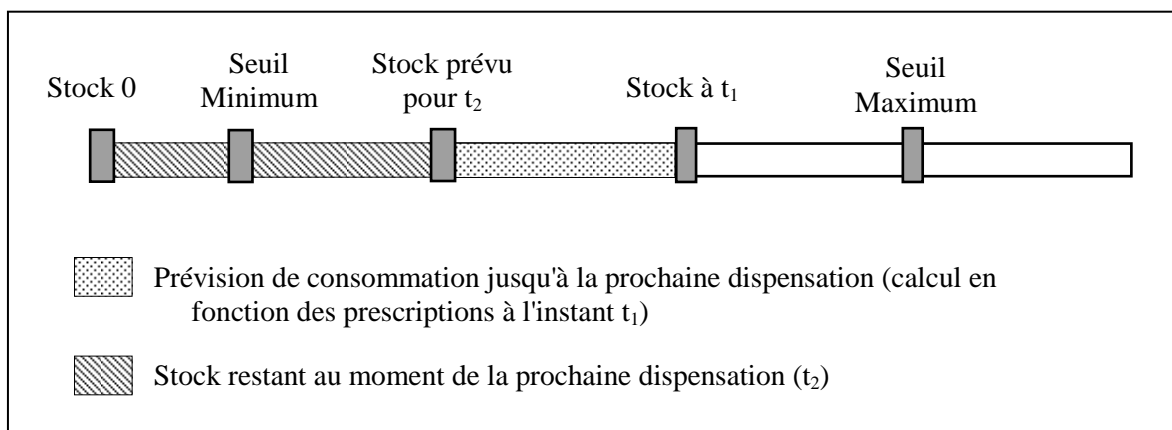 Stock 0
Seuil
Minimum
Stock prévu
pour t₂
Stock à t₁
Seuil
Maximum
Prévision de consommation jusqu'à la prochaine dispensation (calcul en
fonction des prescriptions à l'instant t₁)
Stock restant au moment de la prochaine dispensation (t₂)